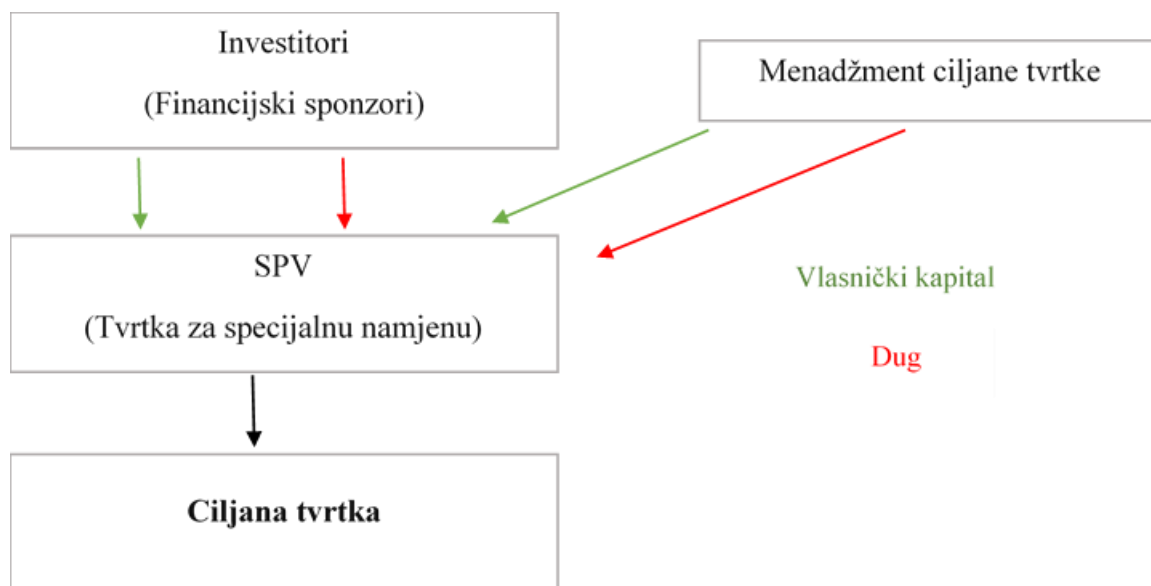 Investitori
(Financijski sponzori)
Menadžment ciljane tvrtke
SPV
(Tvrtka za specijalnu namjenu)
Vlasnički kapital
Dug
Ciljana tvrtka